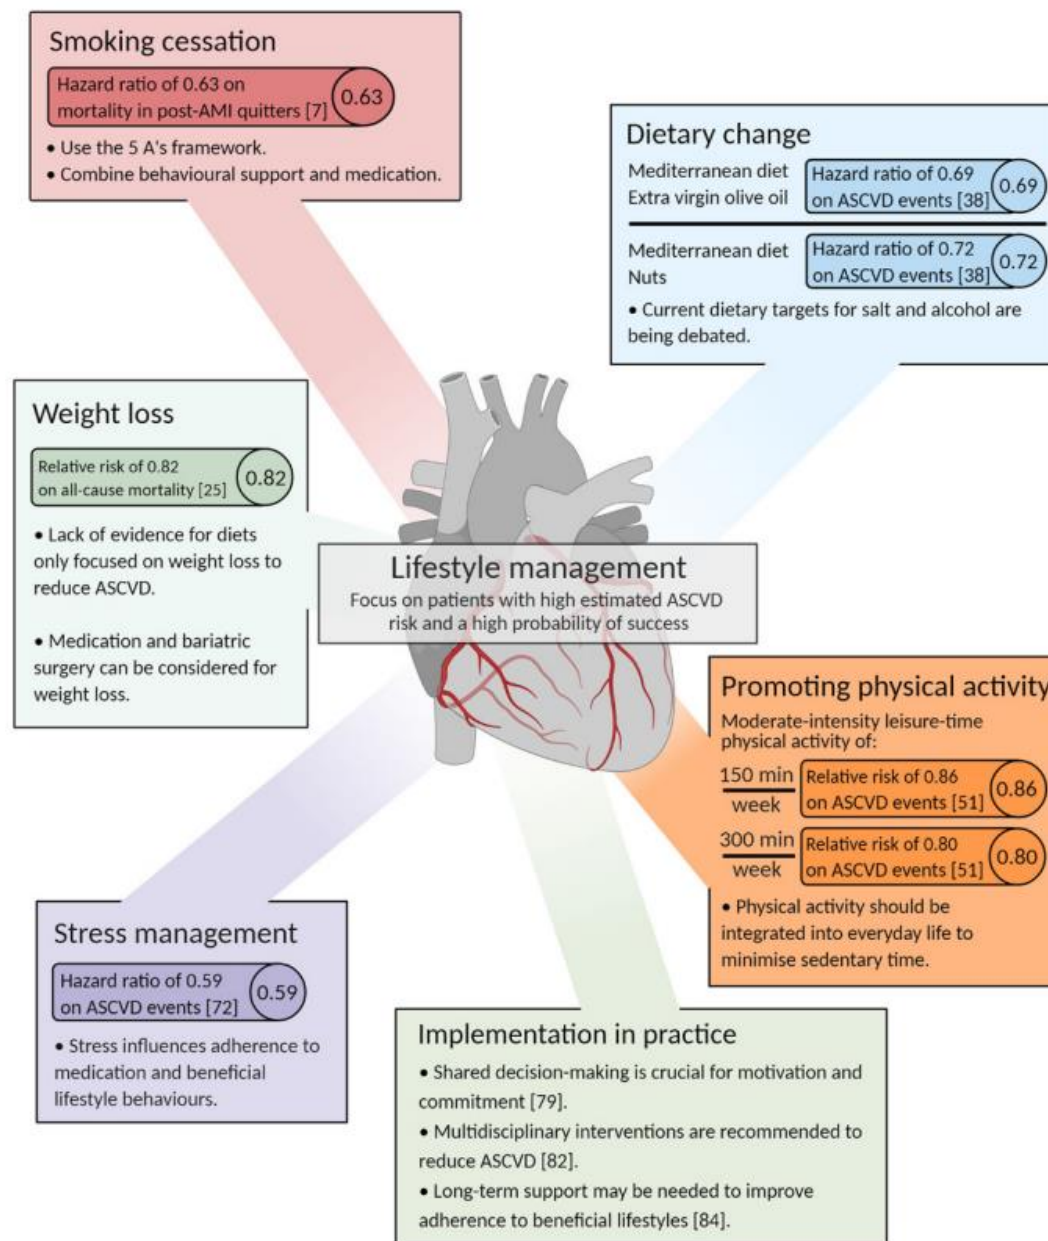 Smoking cessation
Hazard ratio of 0.63 on
mortality in post-AMI quitters [7]
0.63
• Use the 5 A's framework.
• Combine behavioural support and medication.
Dietary change
Mediterranean diet
Extra virgin olive oil
Hazard ratio of 0.69
on ASCVD events [38]
0.69
Mediterranean diet
Nuts
Hazard ratio of 0.72
on ASCVD events [38]
0.72
• Current dietary targets for salt and alcohol are
being debated.
Weight loss
Relative risk of 0.82
on all-cause mortality [25]
0.82
• Lack of evidence for diets
only focused on weight loss to
reduce ASCVD.
• Medication and bariatric
surgery can be considered for
weight loss.
Lifestyle management
Focus on patients with high estimated ASCVD
risk and a high probability of success
Promoting physical activity
Moderate-intensity leisure-time
physical activity of:
150 min
week
Relative risk of 0.86
on ASCVD events [51]
0.86
300 min
week
Relative risk of 0.80
on ASCVD events [51]
0.80
• Physical activity should be
integrated into everyday life to
minimise sedentary time.
Stress management
Hazard ratio of 0.59
on ASCVD events [72]
0.59
• Stress influences adherence to
medication and beneficial
lifestyle behaviours.
Implementation in practice
• Shared decision-making is crucial for motivation and
commitment [79].
• Multidisciplinary interventions are recommended to
reduce ASCVD [82].
• Long-term support may be needed to improve
adherence to beneficial lifestyles [84].